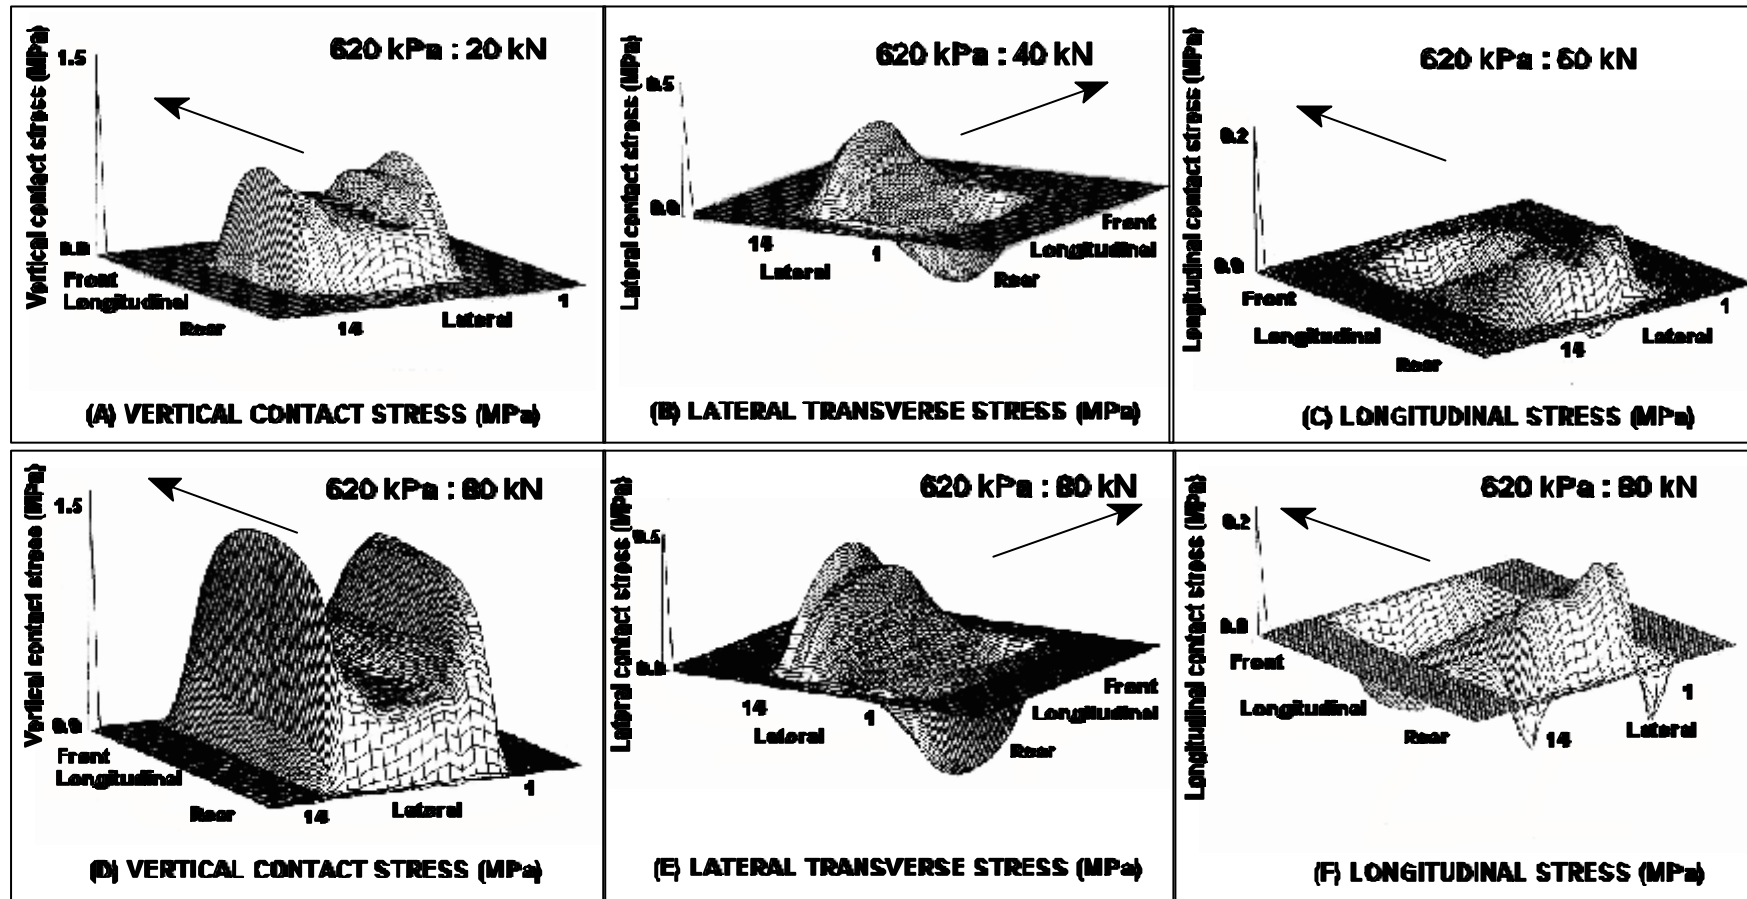 Vertical contact stress (MPa)
1.5
620 kPa : 20 kN
0.0
Front
Longitudinal
Rear
14
Lateral
1
(A) VERTICAL CONTACT STRESS (MPa)
Lateral contact stress (MPa)
0.5
620 kPa : 40 kN
0.0
14
Lateral
1
Front
Longitudinal
Rear
(B) LATERAL TRANSVERSE STRESS (MPa)
Longitudinal contact stress (MPa)
0.2
620 kPa : 60 kN
0.0
Front
Longitudinal
Rear
14
Lateral
1
(C) LONGITUDINAL STRESS (MPa)
Vertical contact stress (MPa)
1.5
620 kPa : 80 kN
0.0
Front
Longitudinal
Rear
14
Lateral
1
(D) VERTICAL CONTACT STRESS (MPa)
Lateral contact stress (MPa)
0.5
620 kPa : 80 kN
0.0
14
Lateral
1
Front
Longitudinal
Rear
(E) LATERAL TRANSVERSE STRESS (MPa)
Longitudinal contact stress (MPa)
0.2
620 kPa : 80 kN
0.0
Front
Longitudinal
Rear
14
Lateral
1
(F) LONGITUDINAL STRESS (MPa)